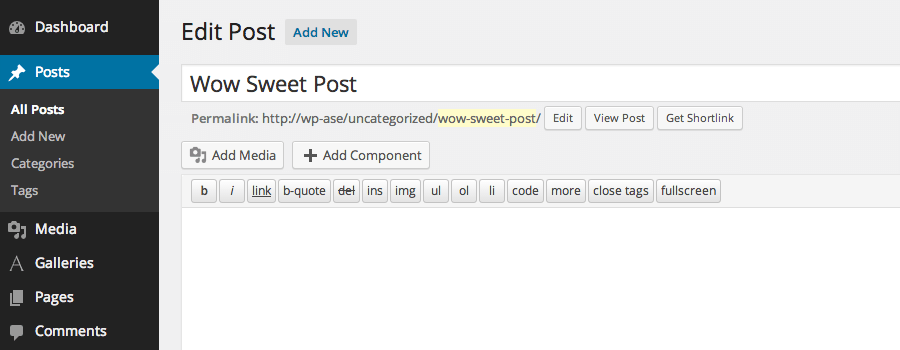 Dashboard
Posts
All Posts
Add New
Categories
Tags
Media
Galleries
Pages
Comments
Edit Post Add New
Wow Sweet Post
Permalink: http://wp-ase/uncategorized/wow-sweet-post/ Edit View Post Get Shortlink
Add Media Add Component
b i link b-quote del ins img ul ol li code more close tags fullscreen